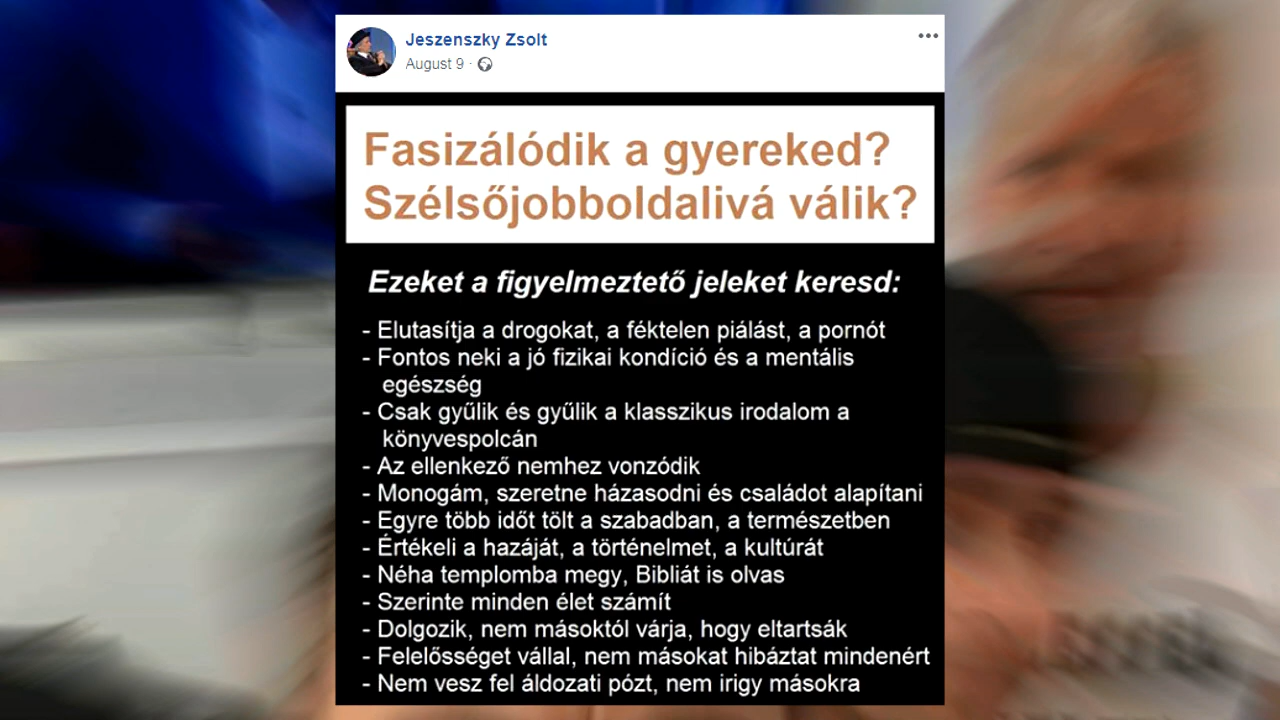 Jeszenszky Zsolt
August 9 ·
Fasizálódik a gyereked?
Szélsőjobboldalivá válik?
Ezeket a figyelmeztető jeleket keresd:
- Elutasítja a drogokat, a féktelen piálást, a pornót
- Fontos neki a jó fizikai kondíció és a mentális
egészség
- Csak gyűlik és gyűlik a klasszikus irodalom a
könyvespolcán
- Az ellenkező nemhez vonzódik
- Monogám, szeretne házasodni és családot alapítani
- Egyre több időt tölt a szabadban, a természetben
- Értékeli a hazáját, a történelmet, a kultúrát
- Néha templomba megy, Bibliát is olvas
- Szerinte minden élet számít
- Dolgozik, nem másoktól várja, hogy eltartsák
- Felelősséget vállal, nem másokat hibáztat mindenért
- Nem vesz fel áldozati pózt, nem irigy másokra